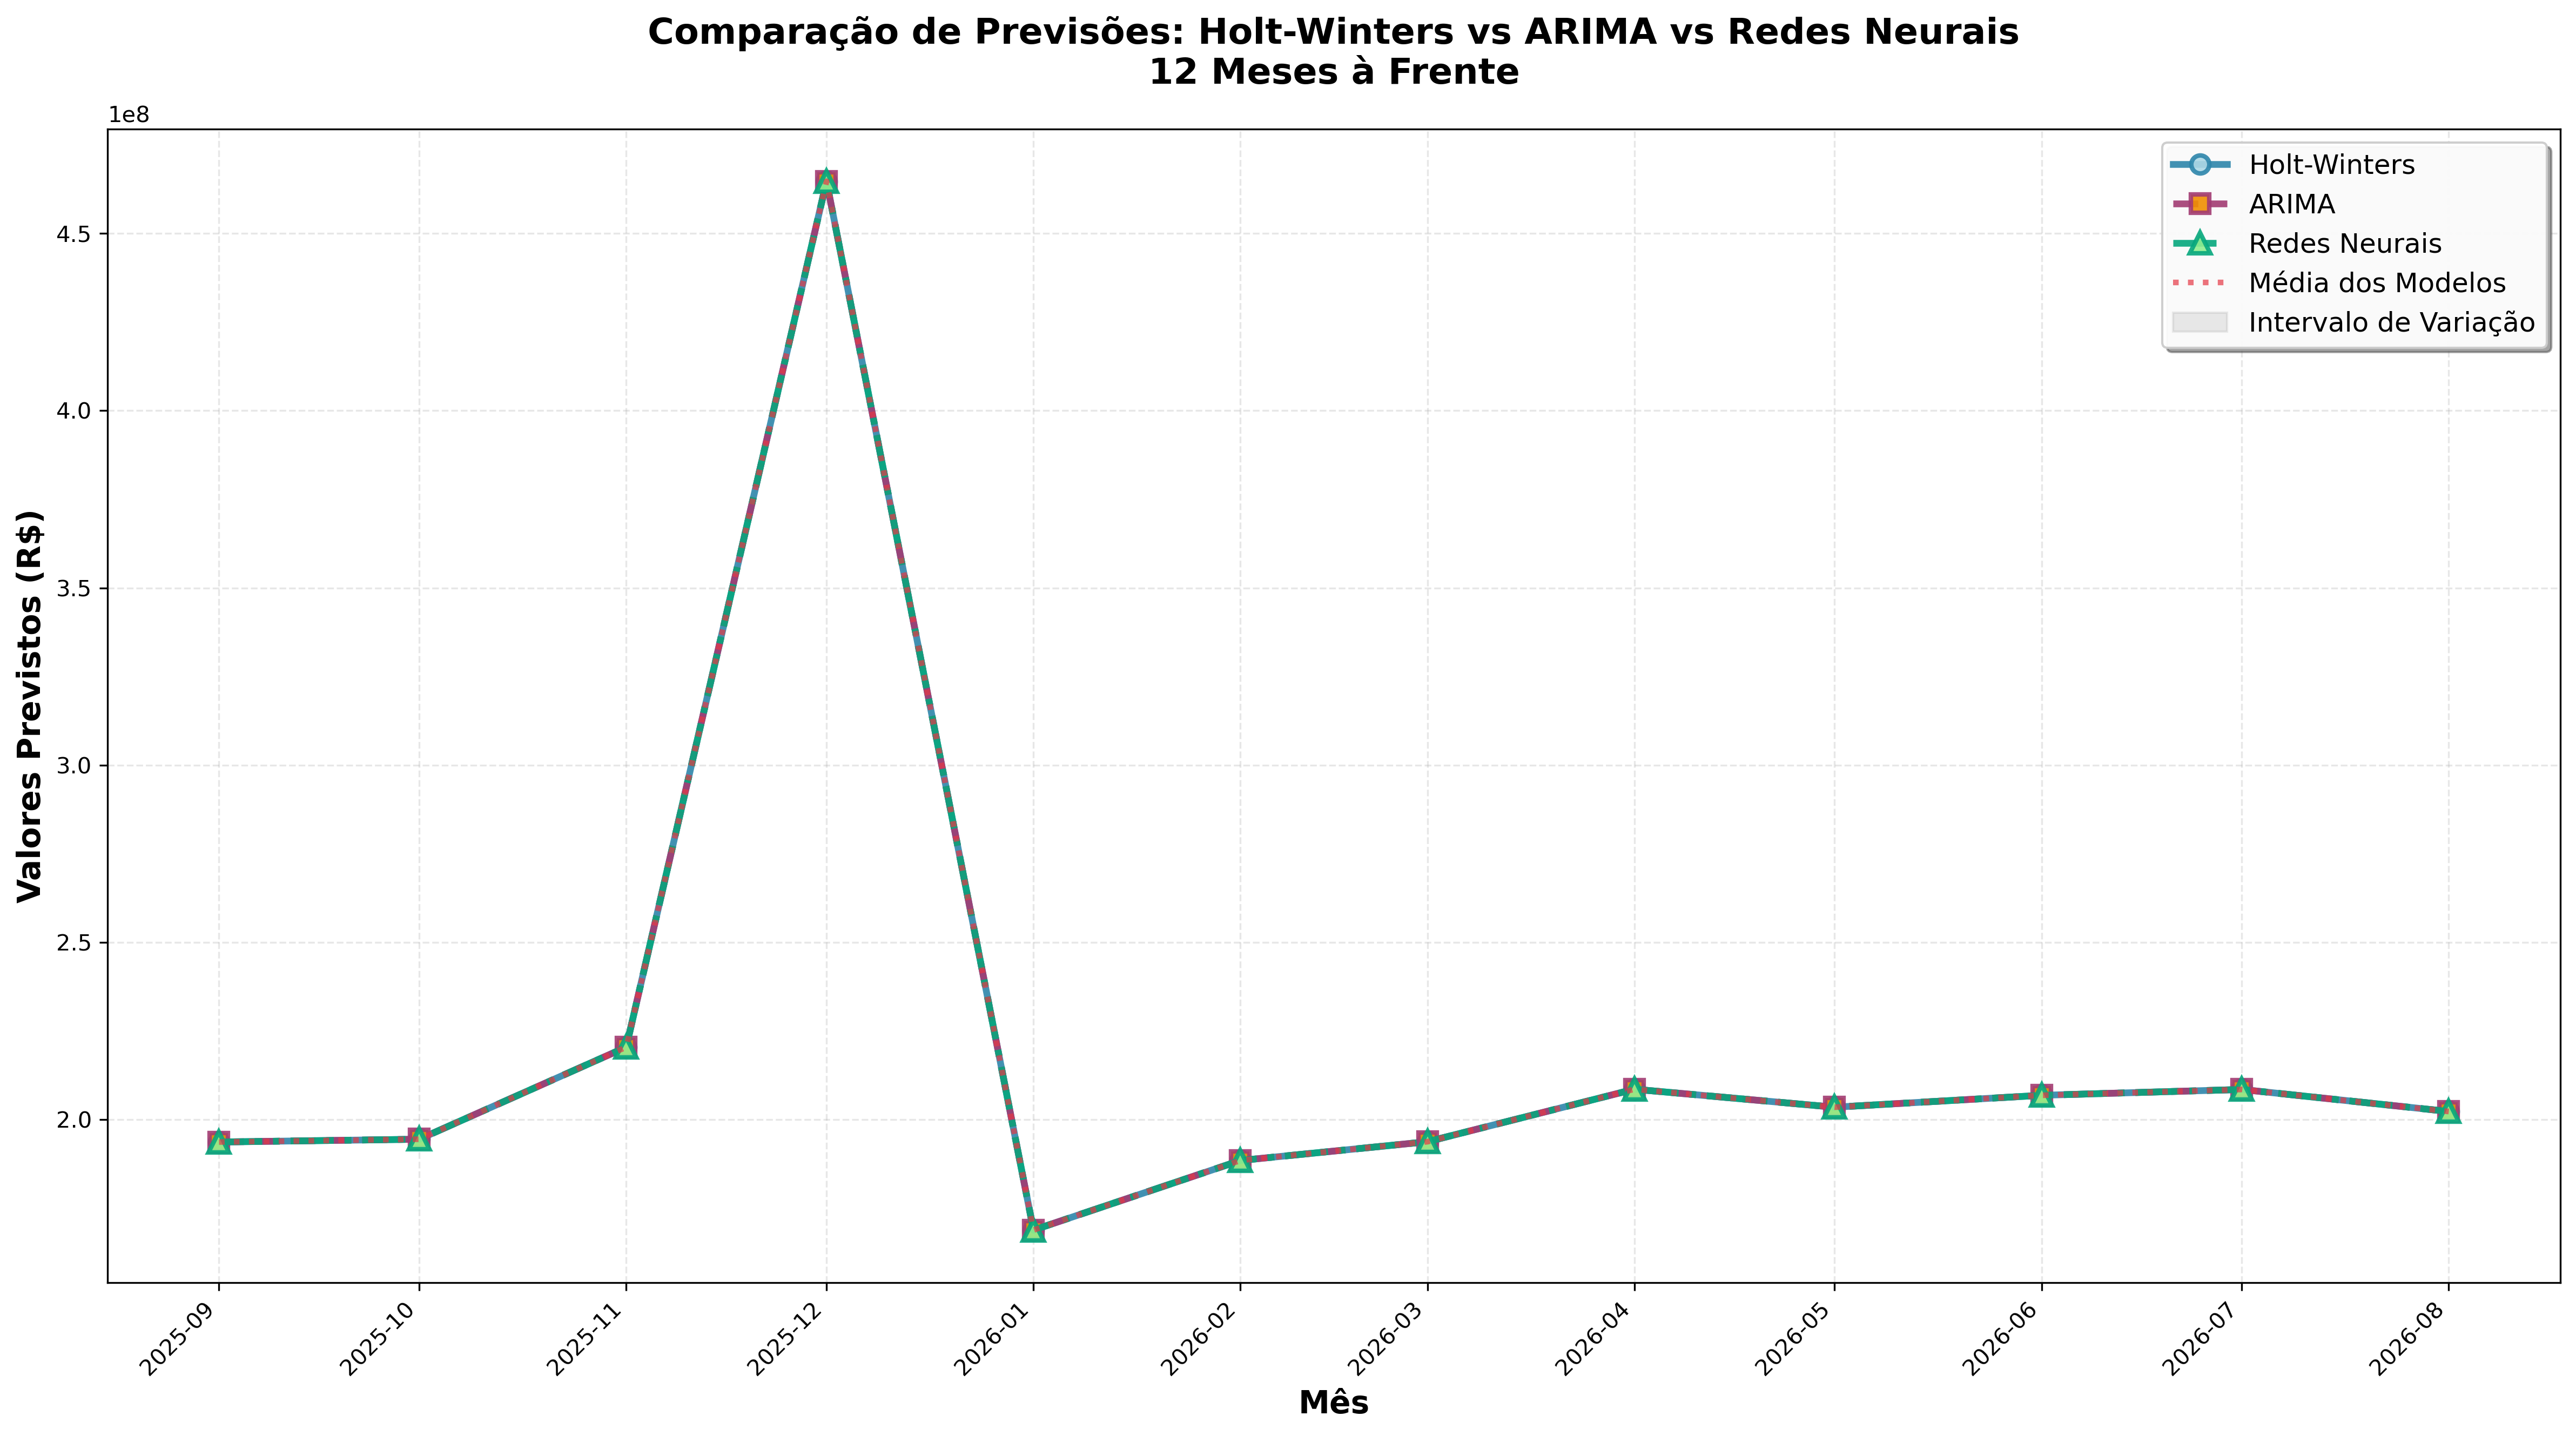 Comparação de Previsões: Holt-Winters vs ARIMA vs Redes Neurais
12 Meses à Frente
1e8
Holt-Winters
ARIMA
Redes Neurais
Média dos Modelos
Intervalo de Variação
4.5
4.0
3.5
3.0
2.5
2.0
Valores Previstos (R$)
2025-09
2025-10
2025-11
2025-12
2026-01
2026-02
2026-03
2026-04
2026-05
2026-06
2026-07
2026-08
Mês